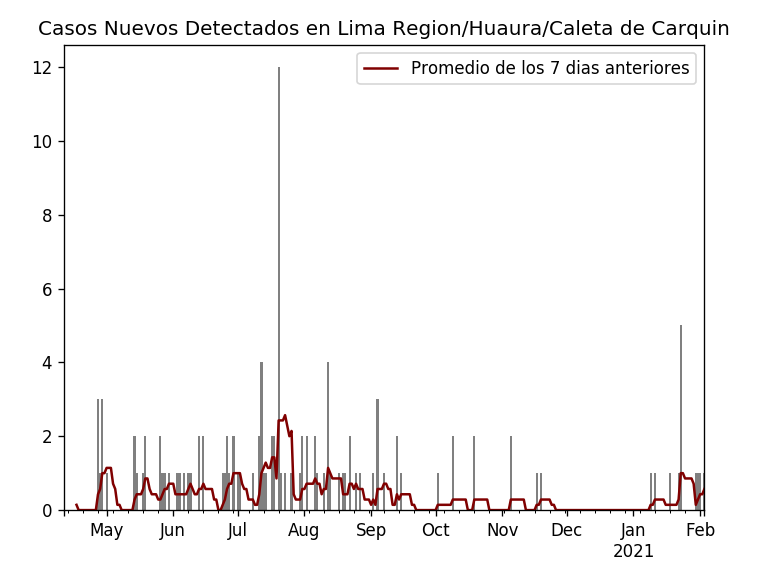 Casos Nuevos Detectados en Lima Region/Huaura/Caleta de Carquin
Promedio de los 7 dias anteriores
12
10
8
6
4
2
0
May Jun Jul Aug Sep Oct Nov Dec Jan Feb
2021